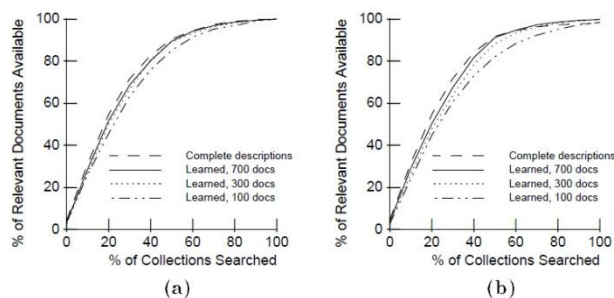 % of Relevant Documents Available
100
80
60
40
20
0
Complete descriptions
Learned, 700 docs
Learned, 300 docs
Learned, 100 docs
0 20 40 60 80 100
% of Collections Searched
(a)
% of Relevant Documents Available
100
80
60
40
20
0
Complete descriptions
Learned, 700 docs
Learned, 300 docs
Learned, 100 docs
0 20 40 60 80 100
% of Collections Searched
(b)